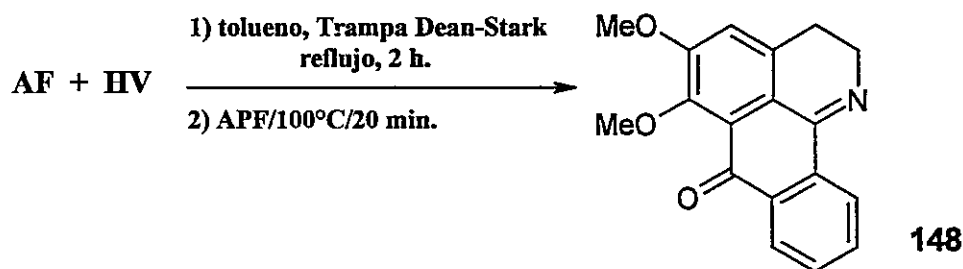 1) tolueno, Trampa Dean-Stark
reflujo, 2 h.
AF + HV
2) APF/100°C/20 min.
MeO
MeO
N
O
148